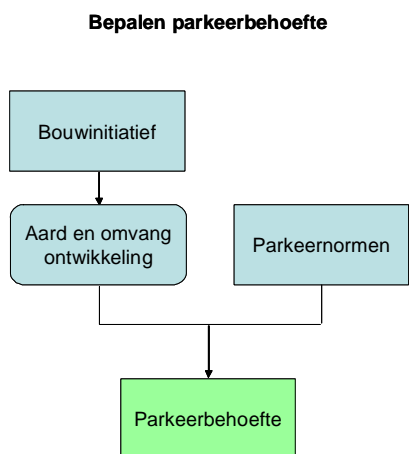 Bepalen parkeerbehoefte
Bouwinitiatief
Aard en omvang
ontwikkeling
Parkeernormen
Parkeerbehoefte